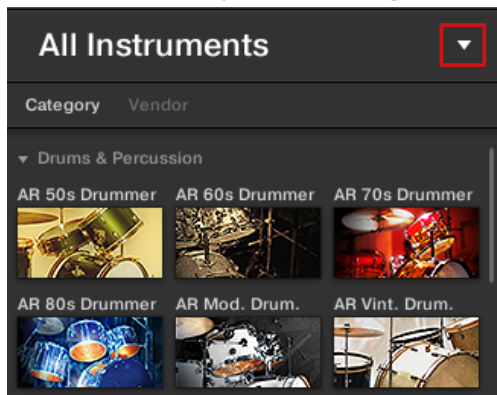 All Instruments
Category Vendor
Drums & Percussion
AR 50s Drummer AR 60s Drummer AR 70s Drummer
AR 80s Drummer AR Mod. Drum. AR Vint. Drum.